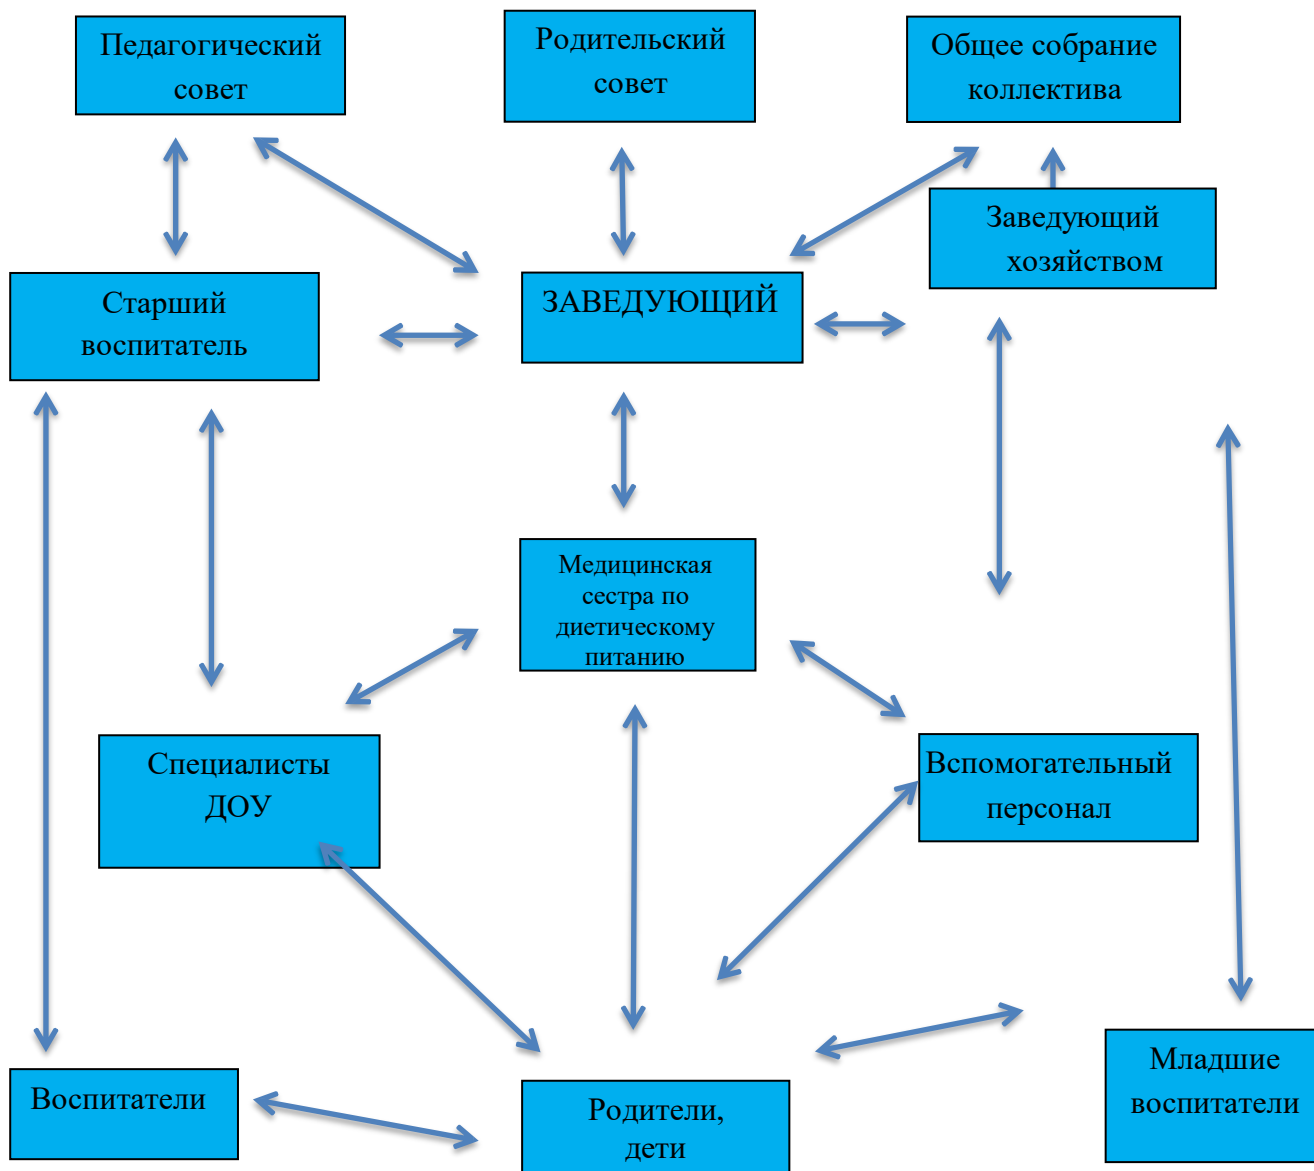 Педагогический
совет
Родительский
совет
Общее собрание
коллектива
Заведующий
хозяйством
Старший
воспитатель
ЗАВЕДУЮЩИЙ
Медицинская
сестра по
диетическому
питанию
Специалисты
ДОУ
Вспомогательный
персонал
Воспитатели
Родители,
дети
Младшие
воспитатели